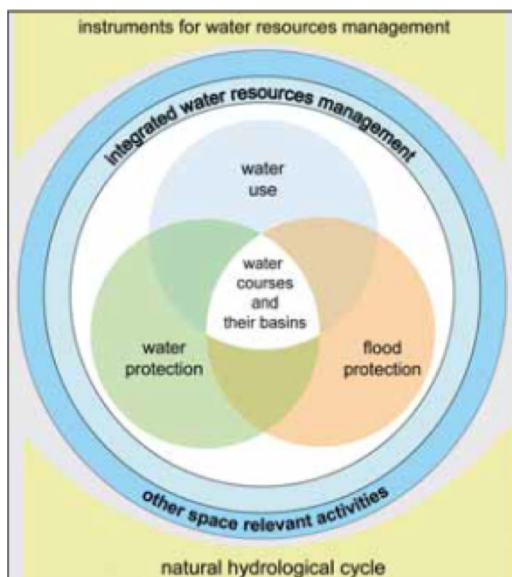 instruments for water resources management
integrated water resources management
water
use
water
courses
and
their basins
water
protection
flood
protection
other space relevant activities
natural hydrological cycle